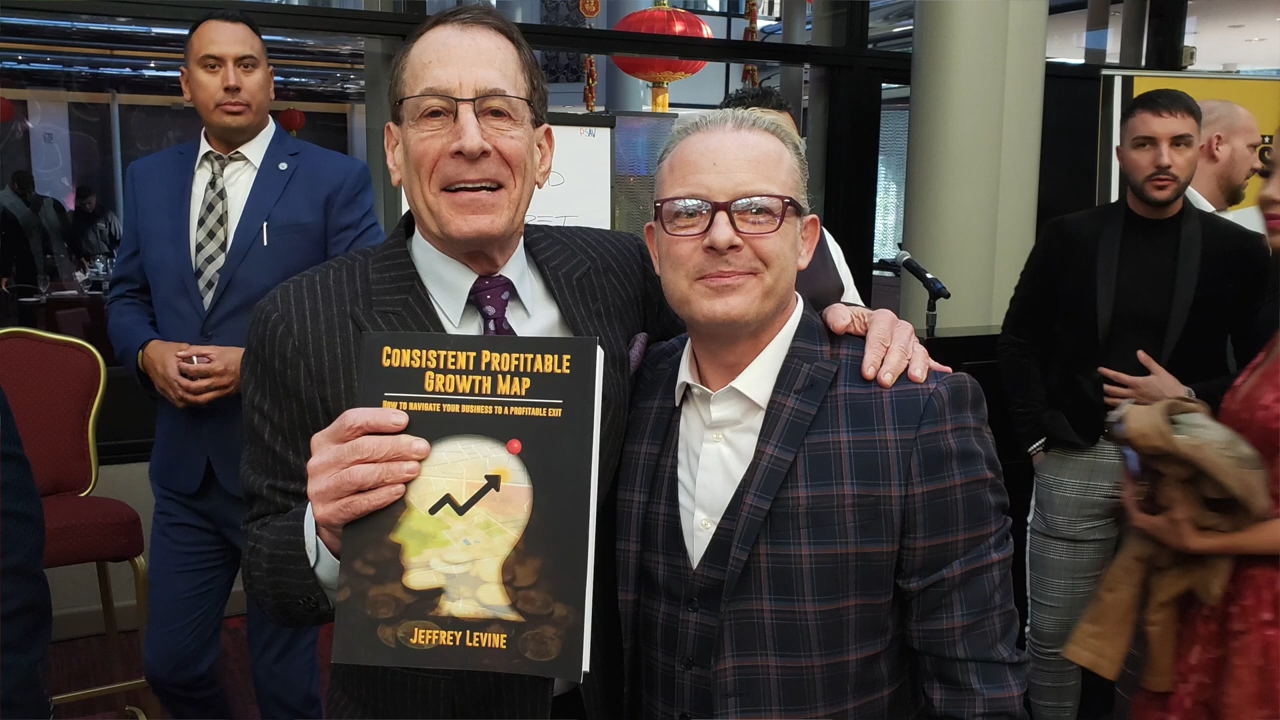 CONSISTENT PROFITABLE
GROWTH MAP
HOW TO NAVIGATE YOUR BUSINESS TO A PROFITABLE EXIT
JEFFREY LEVINE